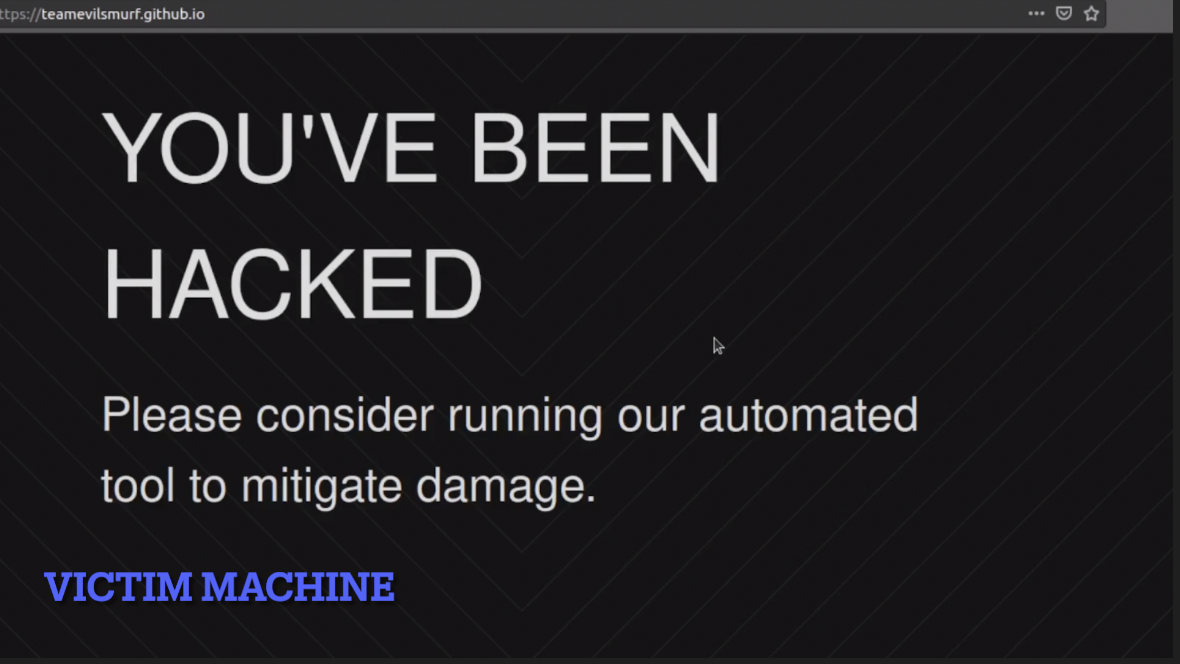 ttps://teamevilsmurf.github.io
YOU'VE BEEN
HACKED
Please consider running our automated
tool to mitigate damage.
VICTIM MACHINE